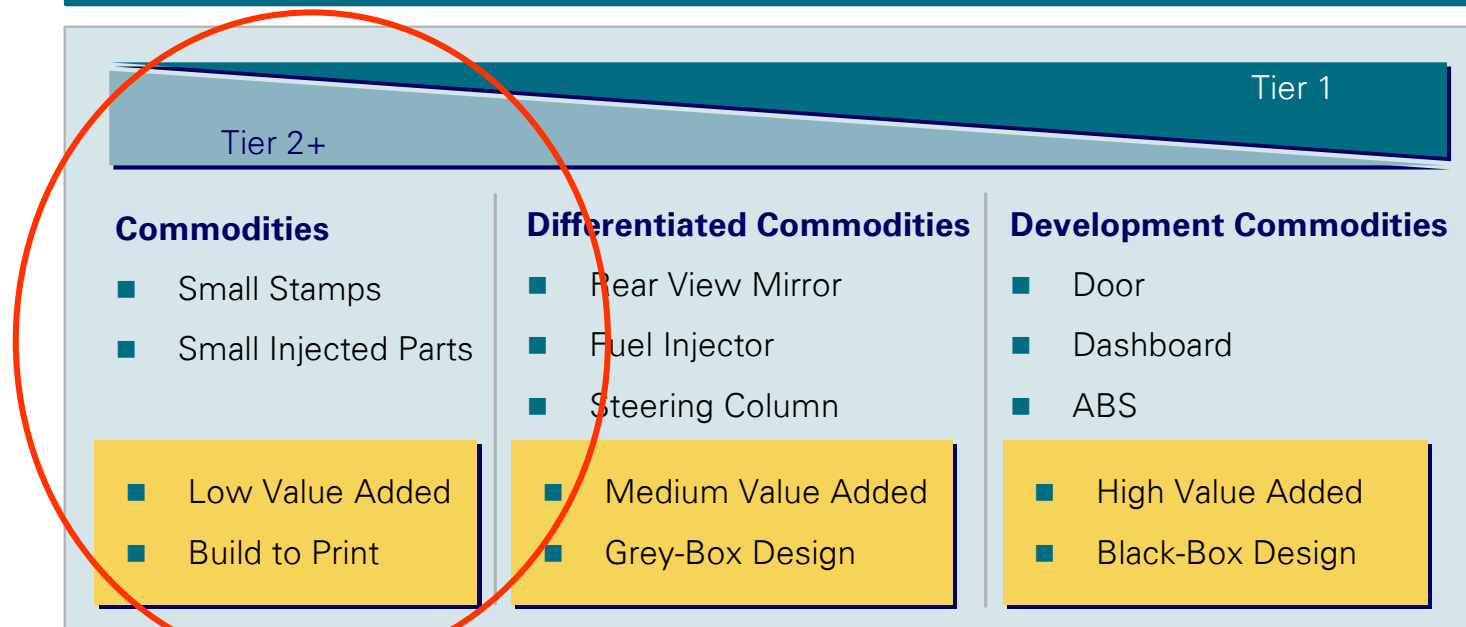 Tier 1
Tier 2+
Commodities
Small Stamps
Small Injected Parts
Low Value Added
Build to Print
Differentiated Commodities
Rear View Mirror
Fuel Injector
Steering Column
Medium Value Added
Grey-Box Design
Development Commodities
Door
Dashboard
ABS
High Value Added
Black-Box Design